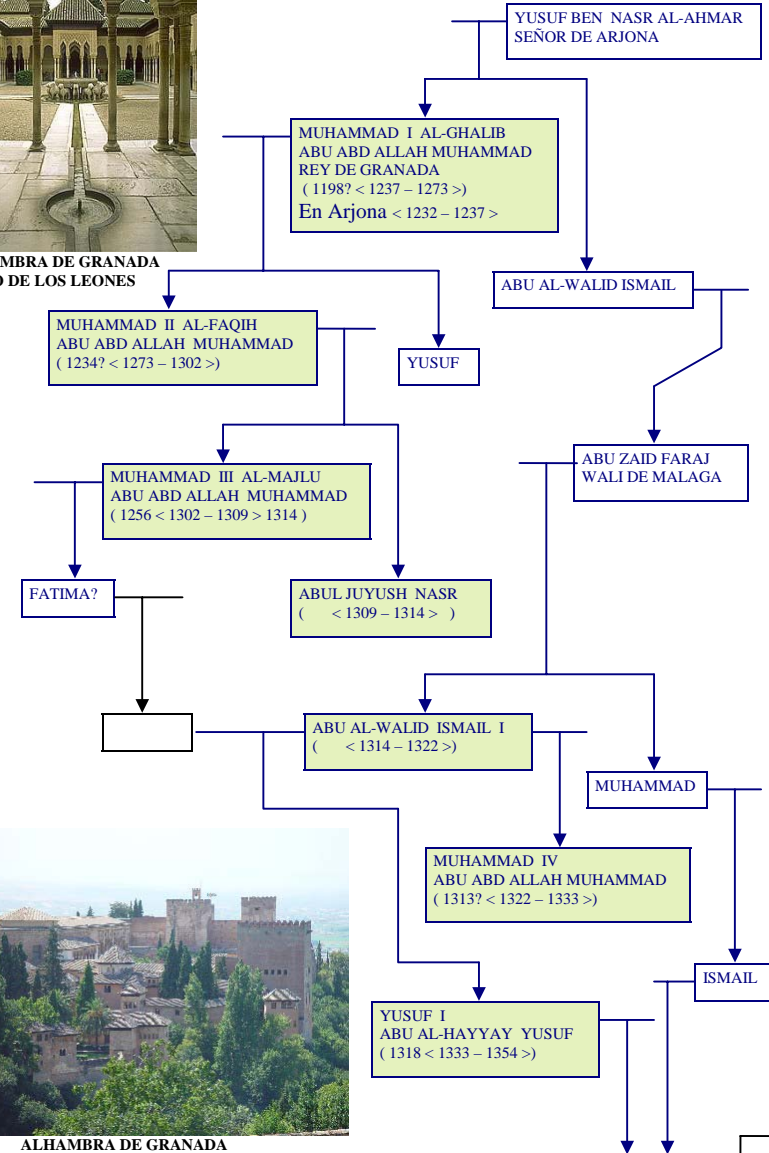 YUSUF BEN NASR AL-AHMAR
SEÑOR DE ARJONA
MUHAMMAD I AL-GHALIB
ABU ABD ALLAH MUHAMMAD
REY DE GRANADA
( 1198? < 1237 – 1273 >)
En Arjona < 1232 – 1237 >
DE GRANADA
DE LOS LEONES
ABU AL-WALID ISMAIL
MUHAMMAD II AL-FAQIH
ABU ABD ALLAH MUHAMMAD
( 1234? < 1273 – 1302 >)
YUSUF
ABU ZAID FARAJ
WALI DE MALAGA
MUHAMMAD III AL-MAJLU
ABU ABD ALLAH MUHAMMAD
( 1256 < 1302 – 1309 > 1314 )
FATIMA?
ABUL JUYUSH NASR
( < 1309 – 1314 > )
ABU AL-WALID ISMAIL I
( < 1314 – 1322 >)
MUHAMMAD
MUHAMMAD IV
ABU ABD ALLAH MUHAMMAD
( 1313? < 1322 – 1333 >)
ISMAIL
YUSUF I
ABU AL-HAYYAY YUSUF
( 1318 < 1333 – 1354 >)
ALHAMBRA DE GRANADA